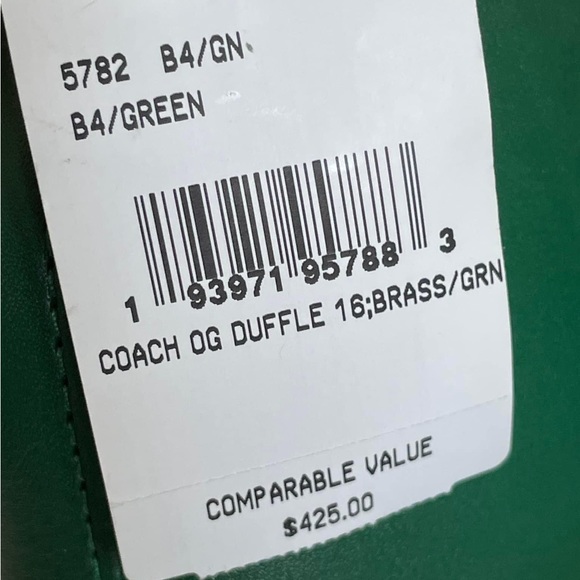 5782 B4/GN
B4/GREEN
1 93971 95788 3
COACH OG DUFFLE 16;BRASS/GRN
COMPARABLE VALUE
$425.00